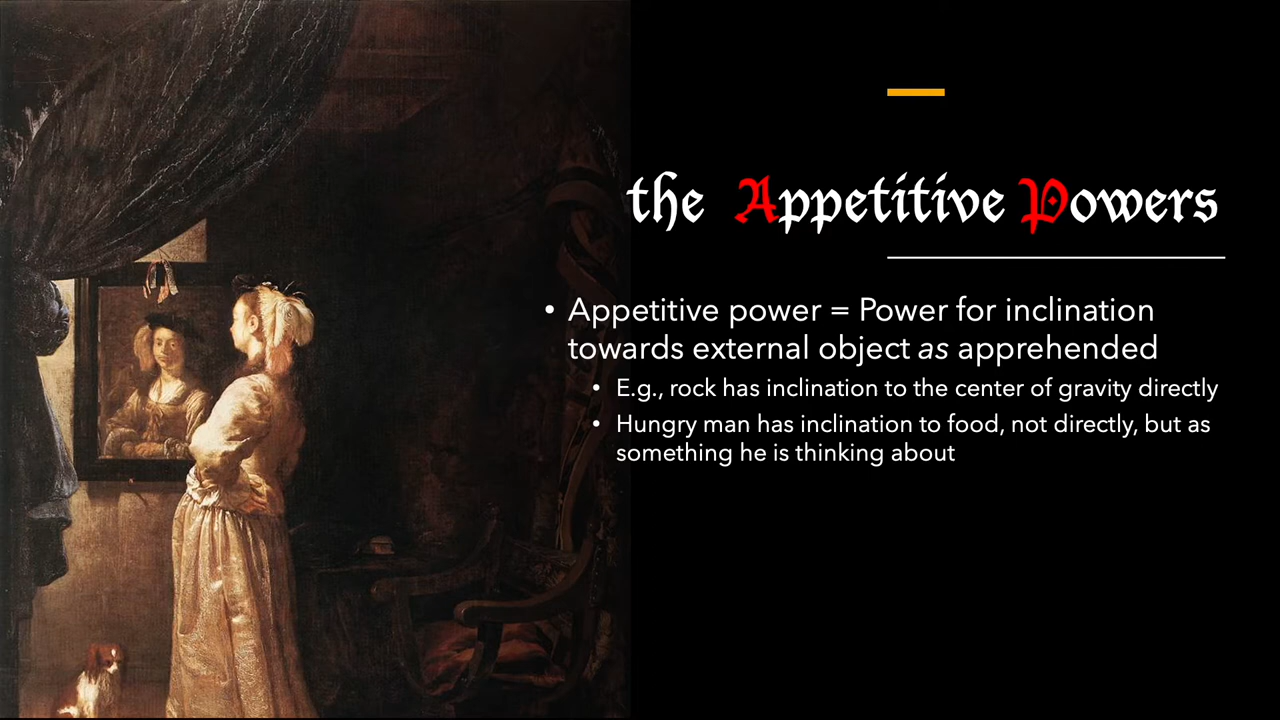 the Appetitive Powers
• Appetitive power = Power for inclination
towards external object as apprehended
• E.g., rock has inclination to the center of gravity directly
• Hungry man has inclination to food, not directly, but as
something he is thinking about